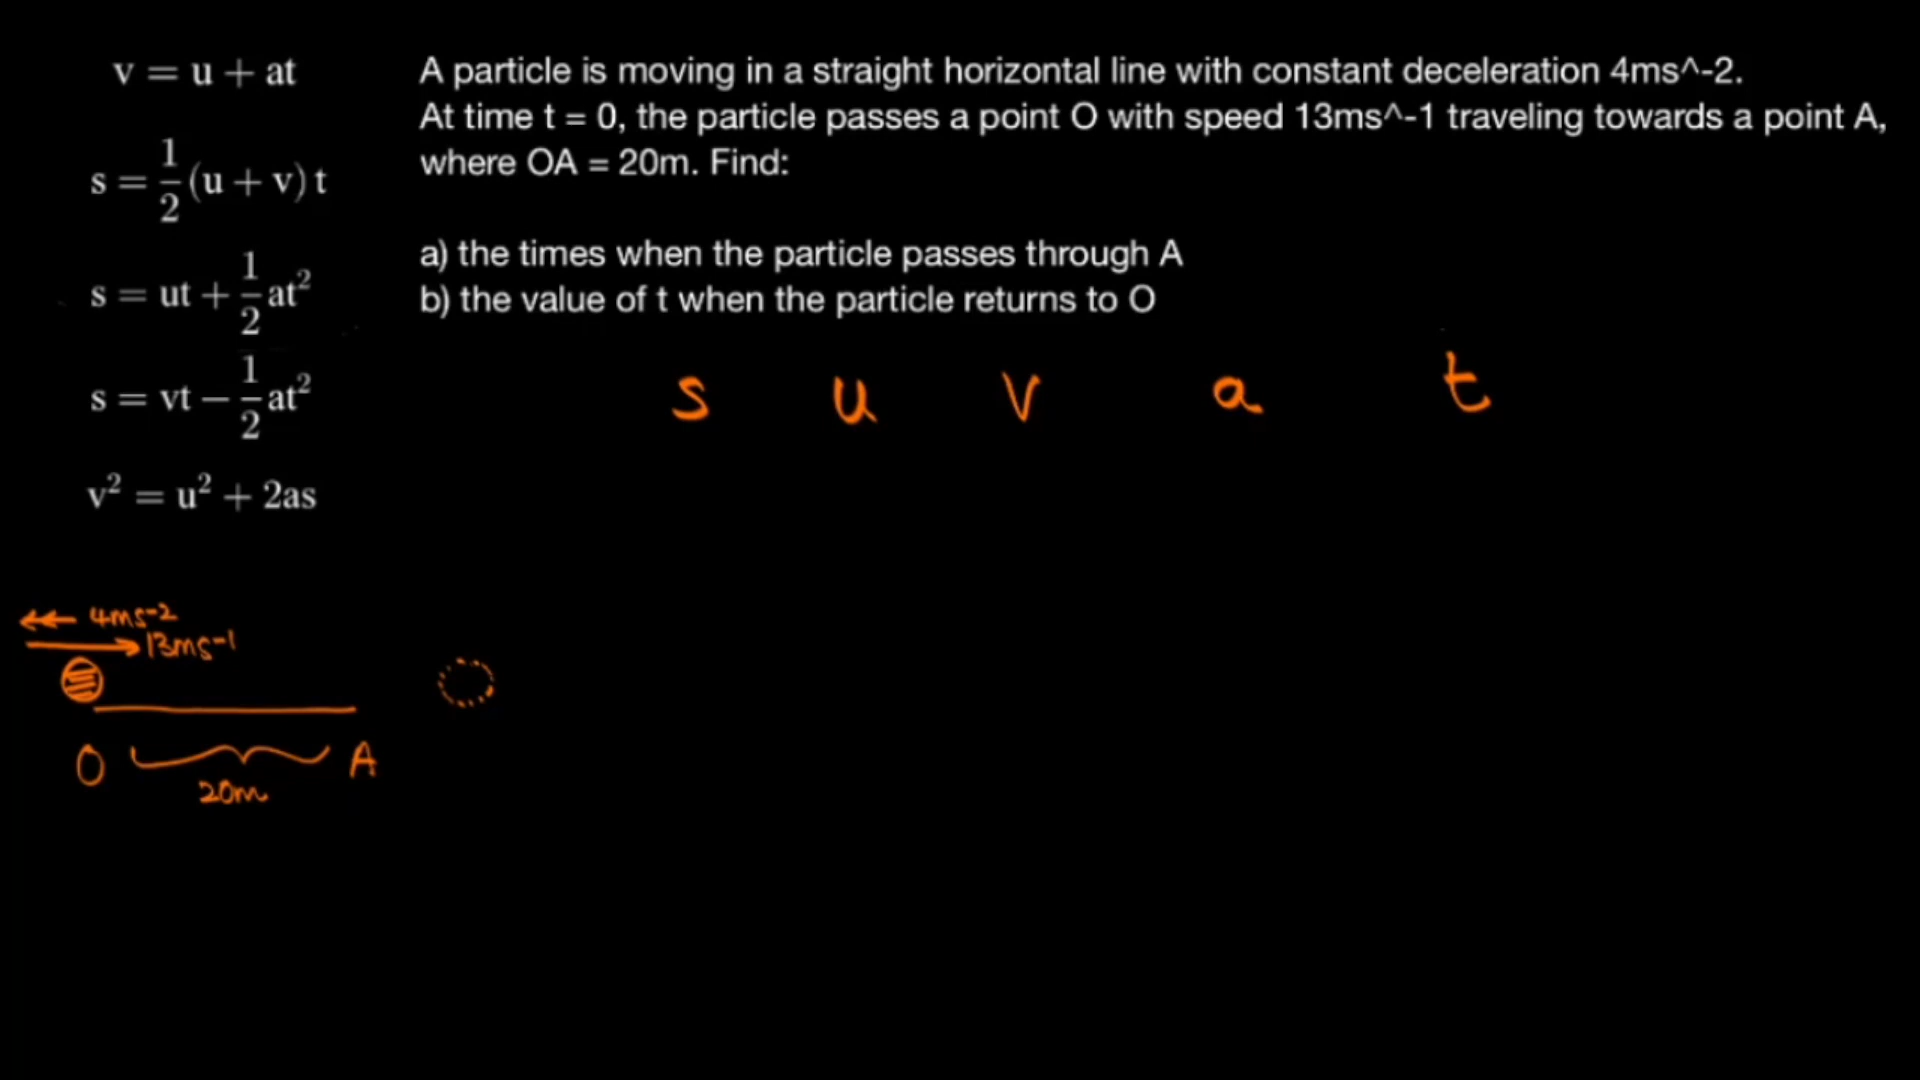 v = u + at
s = \frac{1}{2}(u + v) t
s = ut + \frac{1}{2}at²
s = vt − \frac{1}{2}at²
v² = u² + 2as
A particle is moving in a straight horizontal line with constant deceleration 4ms^-2.
At time t = 0, the particle passes a point O with speed 13ms^-1 traveling towards a point A,
where OA = 20m. Find:
a) the times when the particle passes through A
b) the value of t when the particle returns to O
s u v a t
4ms-2
13ms-1
O A
20m